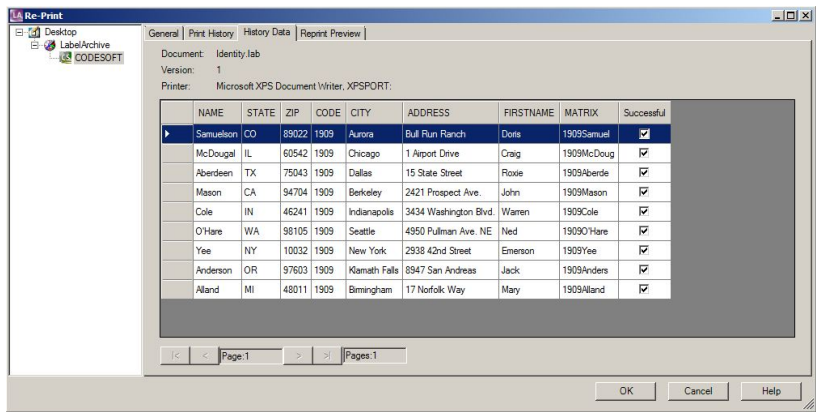 LA Re-Print
Desktop
LabelArchive
CODESOFT
General Print History History Data Reprint Preview
Document: Identity.lab
Version: 1
Printer: Microsoft XPS Document Writer, XPSPORT:
NAME STATE ZIP CODE CITY ADDRESS FIRSTNAME MATRIX Successful
Samuelson CO 89022 1909 Aurora Bull Run Ranch Doris 1909Samuel
McDougal IL 60542 1909 Chicago 1 Airport Drive Craig 1909McDoug
Aberdeen TX 75043 1909 Dallas 15 State Street Roxie 1909Aberde
Mason CA 94704 1909 Berkeley 2421 Prospect Ave. John 1909Mason
Cole IN 46241 1909 Indianapolis 3434 Washington Blvd. Warren 1909Cole
O'Hare WA 98105 1909 Seattle 4950 Pullman Ave. NE Ned 1909O'Hare
Yee NY 10032 1909 New York 2938 42nd Street Emerson 1909Yee
Anderson OR 97603 1909 Klamath Falls 8947 San Andreas Jack 1909Anders
Alland MI 48011 1909 Birmingham 17 Norfolk Way Mary 1909Alland
|< < Page:1 > >| Pages:1
OK Cancel Help